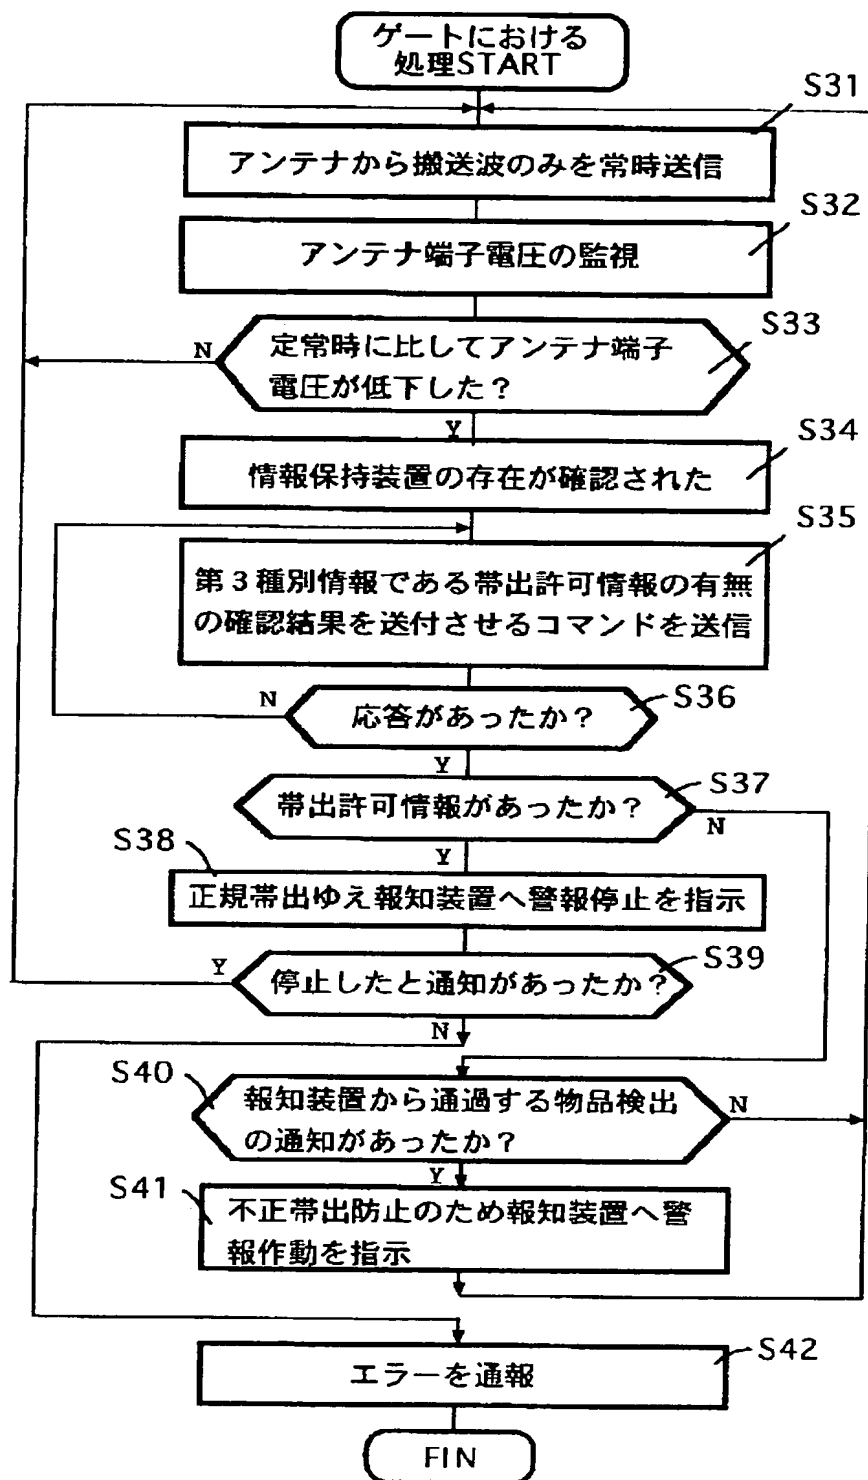 ゲートにおける
処理START
S31
アンテナから搬送波のみを常時送信
S32
アンテナ端子電圧の監視
S33
N
定常時に比してアンテナ端子
電圧が低下した?
Y
S34
情報保持装置の存在が確認された
S35
第3種別情報である帯出許可情報の有無
の確認結果を送付させるコマンドを送信
N
応答があったか?
S36
Y
帯出許可情報があったか?
S37
N
Y
S38
正規帯出ゆえ報知装置へ警報停止を指示
Y
停止したと通知があったか?
S39
N
S40
報知装置から通過する物品検出
の通知があったか?
N
Y
S41
不正帯出防止のため報知装置へ警
報作動を指示
S42
エラーを通報
FIN